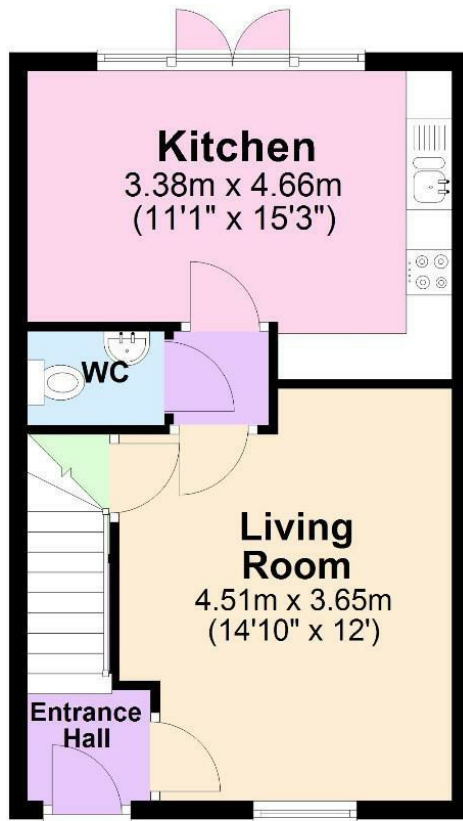 Kitchen
3.38m x 4.66m
(11'1" x 15'3")
WC
Living
Room
4.51m x 3.65m
(14'10" x 12')
Entrance
Hall